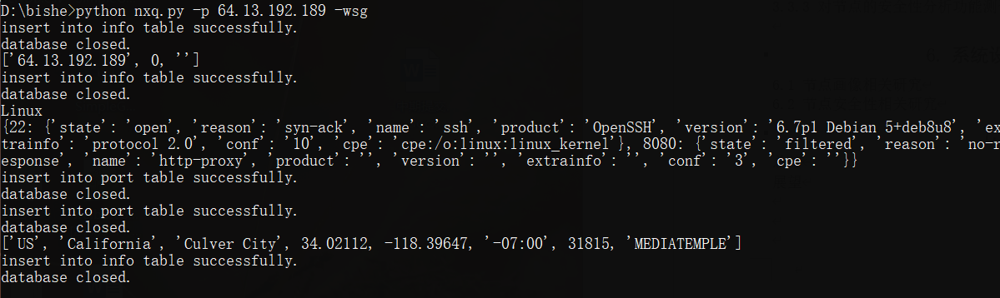 D:\bishe>python nxq.py -p 64.13.192.189 -wsg
insert into info table successfully.
database closed.
['64.13.192.189', 0, '']
insert into info table successfully.
database closed.
Linux
{22: {'state': 'open', 'reason': 'syn-ack', 'name': 'ssh', 'product': 'OpenSSH', 'version': '6.7p1 Debian 5+deb8u8', 'ex
trainfo': 'protocol 2.0', 'conf': '10', 'cpe': 'cpe:/o:linux:linux_kernel'}, 8080: {'state': 'filtered', 'reason': 'no-r
esponse', 'name': 'http-proxy', 'product': '', 'version': '', 'extrainfo': '', 'conf': '3', 'cpe': ''}}
insert into port table successfully.
database closed.
insert into port table successfully.
database closed.
['US', 'California', 'Culver City', 34.02112, -118.39647, '-07:00', 31815, 'MEDIATEMPLE']
insert into info table successfully.
database closed.